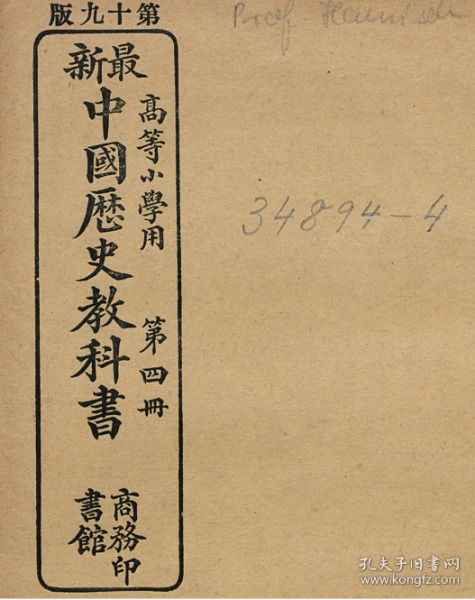 第十九版
最新
中國歷史教科書
高等小學用
第四冊
商務印
書館
Prof.
34894-4
孔夫子旧书网
www.kongfz.com